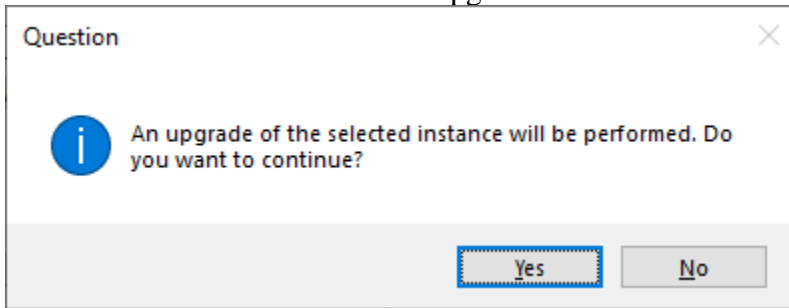 Question
An upgrade of the selected instance will be performed. Do
you want to continue?
Yes
No